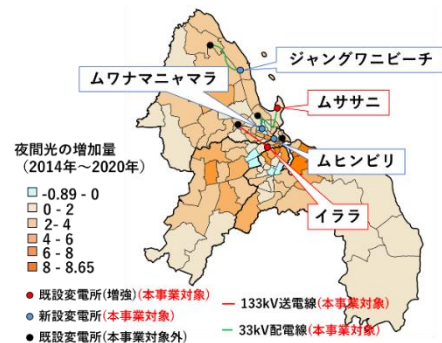 ジャングワニビーチ
ムワナマニャマラ
ムササニ
夜間光の増加量
(2014年~2020年)
ムヒンビリ
イララ
-0.89 - 0
0 - 2
2- 4
4 - 6
6 - 8
8 - 8.65
既設変電所(増強)(本事業対象)
133kV送電線(本事業対象)
新設変電所(本事業対象)
33kV配電線(本事業対象)
既設変電所(本事業対象外)